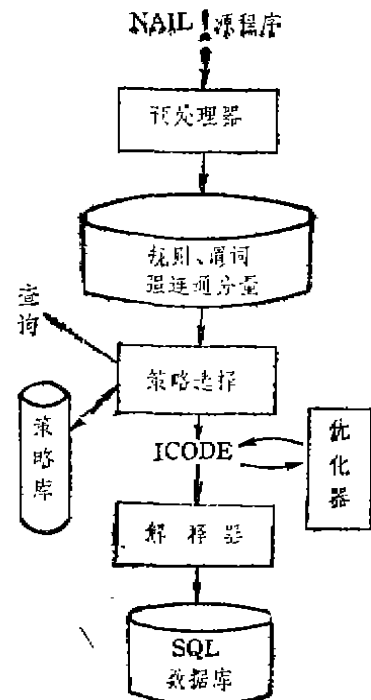 NAIL！源程序
预处理器
规则、谓词
强连通分量
查询
策略选择
策略库
ICODE
优化器
解释器
SQL
数据库